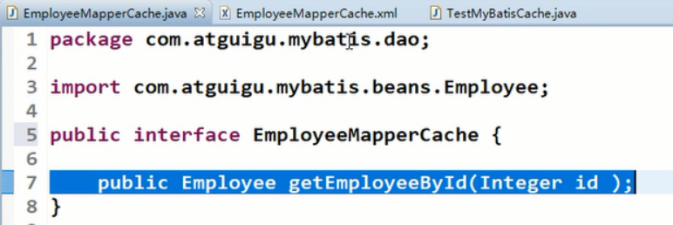 EmployeeMapperCache.java EmployeeMapperCache.xml TestMyBatisCache.java
1 package com.atguigu.mybatis.dao;
2
3 import com.atguigu.mybatis.beans.Employee;
4
5 public interface EmployeeMapperCache {
6
7 public Employee getEmployeeById(Integer id );
8 }